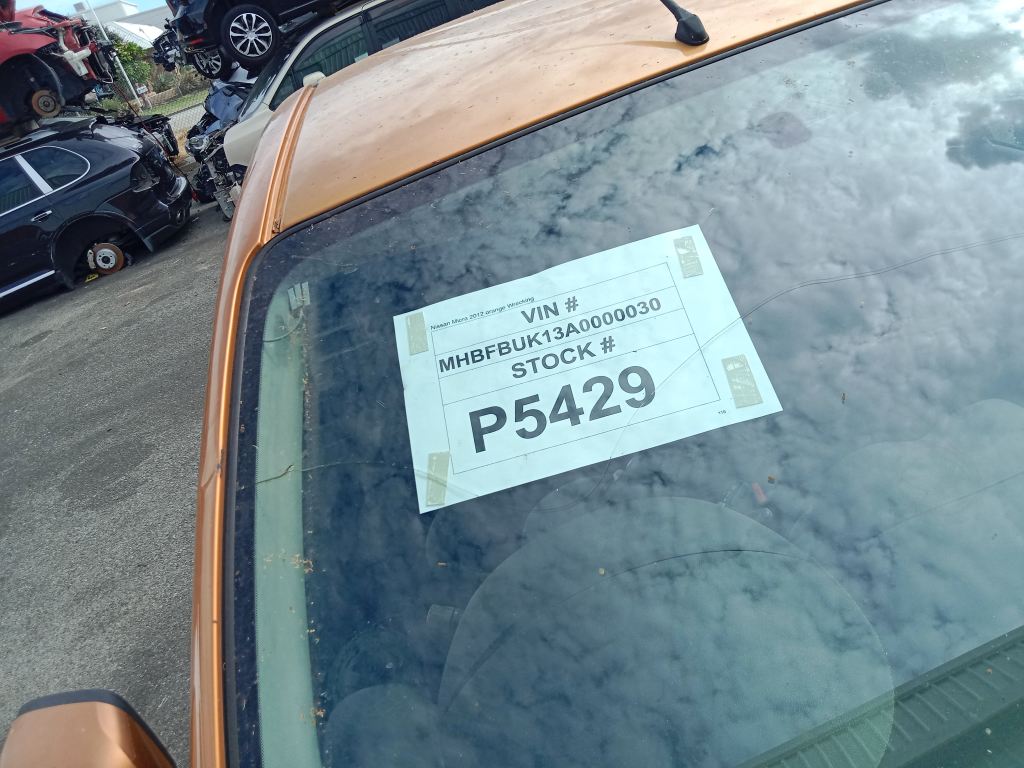 Nissan Micra 2012 orange Wrecking
VIN #
MHBFBUK13A0000030
STOCK #
P5429